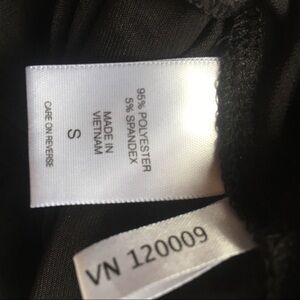 95% POLYESTER
5% SPANDEX
MADE IN
VIETNAM
S
CARE ON REVERSE
VN 120009